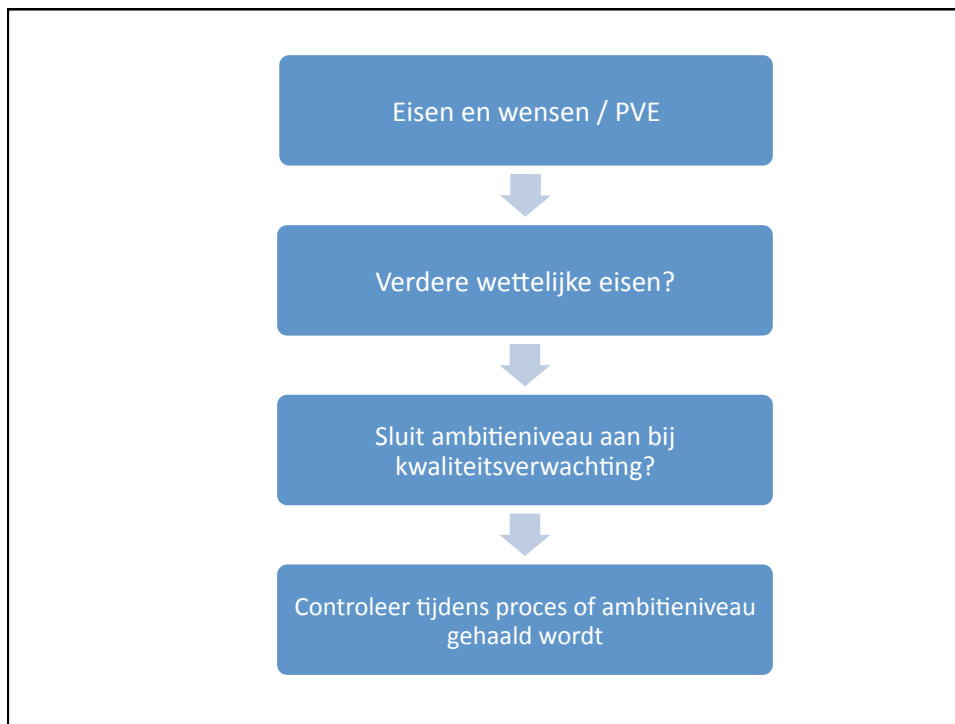 Eisen en wensen / PVE
Verdere wettelijke eisen?
Sluit ambitieniveau aan bij
kwaliteitsverwachting?
Controleer tijdens proces of ambitieniveau
gehaald wordt